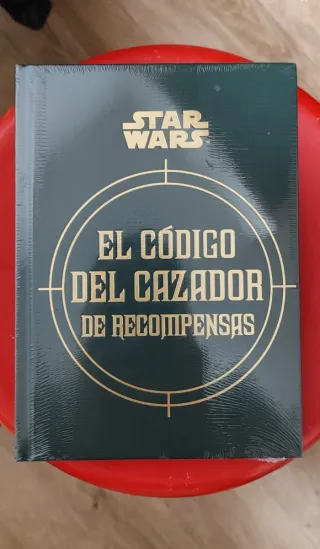 STAR
WARS
EL CÓDIGO
DEL CAZADOR
DE RECOMPENSAS